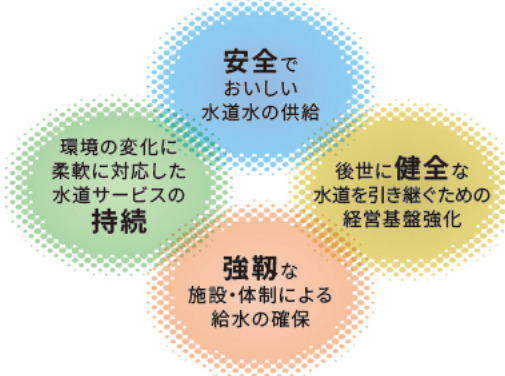 安全で
おいしい
水道水の供給
環境の変化に
柔軟に対応した
水道サービスの
持続
後世に健全な
水道を引き継ぐための
経営基盤強化
強靱な
施設・体制による
給水の確保